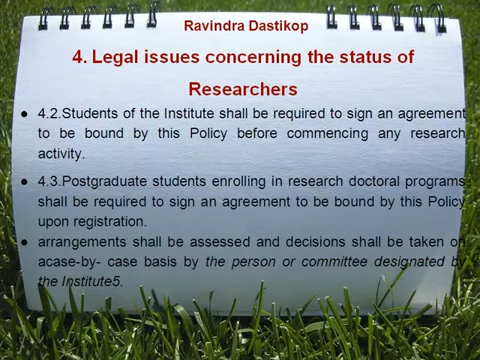 Ravindra Dastikop
4. Legal issues concerning the status of
Researchers
● 4.2.Students of the Institute shall be required to sign an agreement
to be bound by this Policy before commencing any research
activity.
● 4.3.Postgraduate students enrolling in research doctoral programs
shall be required to sign an agreement to be bound by this Policy
upon registration.
● arrangements shall be assessed and decisions shall be taken on
acase-by- case basis by the person or committee designated by
the Institute5.